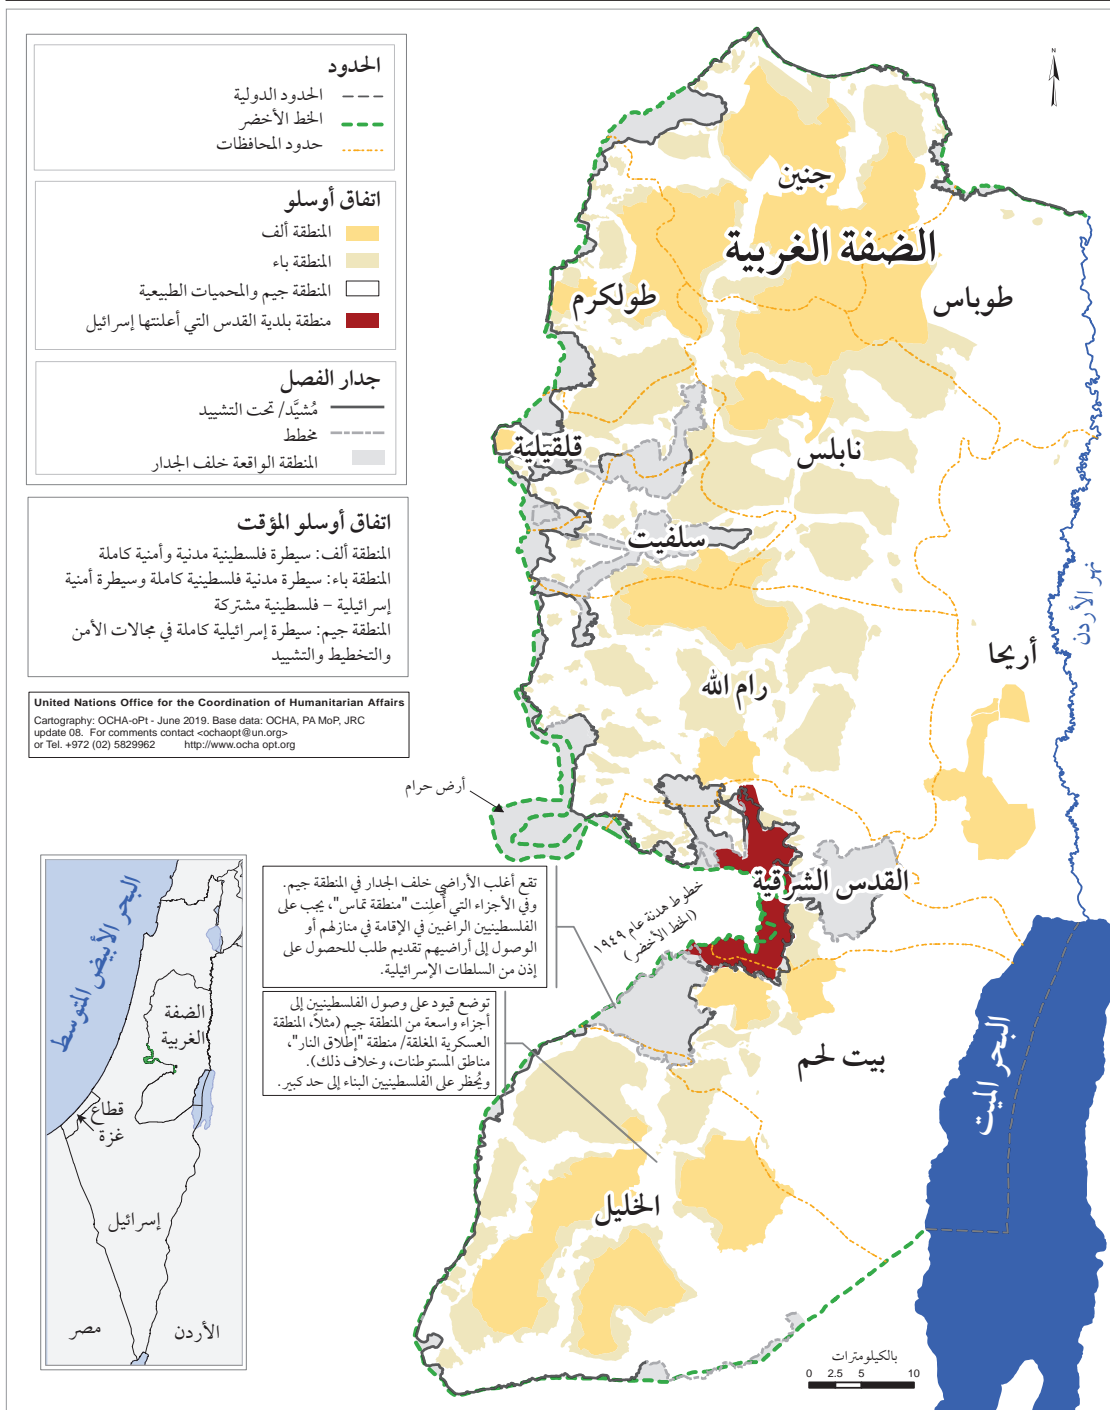 الحدود
الحدود الدولية
الخط الأخضر
حدود المحافظات
اتفاق أوسلو
المنطقة ألف
المنطقة باء
المنطقة جيم والمحميات الطبيعية
منطقة بلدية القدس التي أعلنتها إسرائيل
جدار الفصل
مُشيَّد/ تحت التشييد
مخطط
المنطقة الواقعة خلف الجدار
اتفاق أوسلو المؤقت
المنطقة ألف: سيطرة فلسطينية مدنية وأمنية كاملة
المنطقة باء: سيطرة مدنية فلسطينية كاملة وسيطرة أمنية
إسرائيلية – فلسطينية مشتركة
المنطقة جيم: سيطرة إسرائيلية كاملة في مجالات الأمن
والتخطيط والتشييد
United Nations Office for the Coordination of Humanitarian Affairs
Cartography: OCHA-oPt - June 2019. Base data: OCHA, PA MoP, JRC
update 08. For comments contact <ochaopt@un.org>
or Tel. +972 (02) 5829962 http://www.ocha opt.org
N
جنين
الضفة الغربية
طوباس
طولكرم
قلقيَليَة
نابلس
سلفيت
نهر الأردن
أريحا
رام الله
أرض حرام
القدس الشرقية
خطوط هدنة عام ١٩٤٩
(الخط الأخضر)
تقع أغلب الأراضي خلف الجدار في المنطقة جيم.
وفي الأجزاء التي أُعلِنت "منطقة تماس"، يجب على
الفلسطينيين الراغبين في الإقامة في منازلهم أو
الوصول إلى أراضيهم تقديم طلب للحصول على
إذن من السلطات الإسرائيلية.
توضع قيود على وصول الفلسطينيين إلى
أجزاء واسعة من المنطقة جيم (مثلاً، المنطقة
العسكرية المغلقة/ منطقة "إطلاق النار"،
مناطق المستوطنات، وخلاف ذلك).
ويُحظر على الفلسطينيين البناء إلى حد كبير.
بيت لحم
البحر الميت
الخليل
البحر الأبيض المتوسط
الضفة
الغربية
قطاع
غزة
إسرائيل
مصر
الأردن
بالكيلومترات
0 2.5 5 10